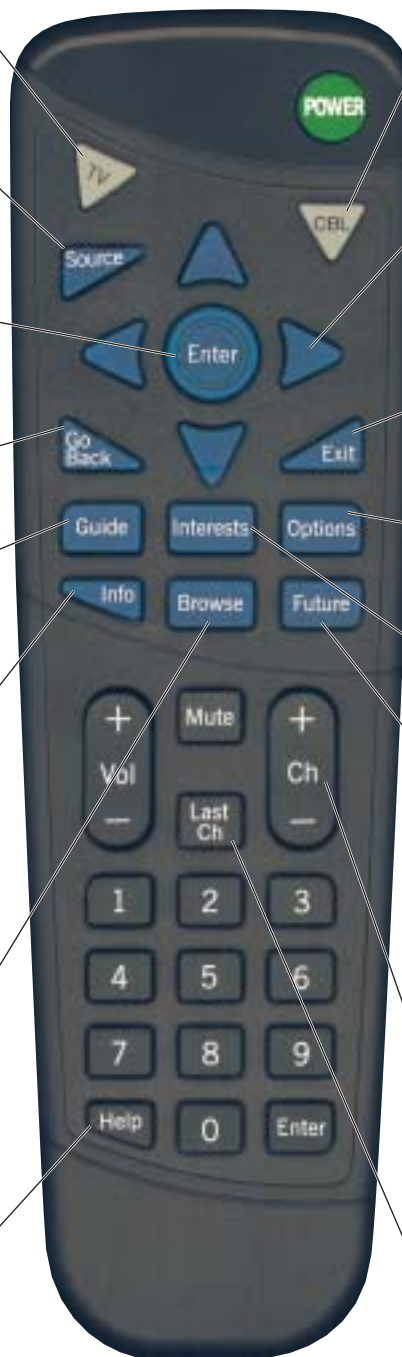 POWER
TV
CBL
Source
Enter
Go
Back
Exit
Guide
Interests
Options
Info
Browse
Future
+
Vol
–
Mute
+
Ch
–
Last
Ch
1
2
3
4
5
6
7
8
9
Help
0
Enter